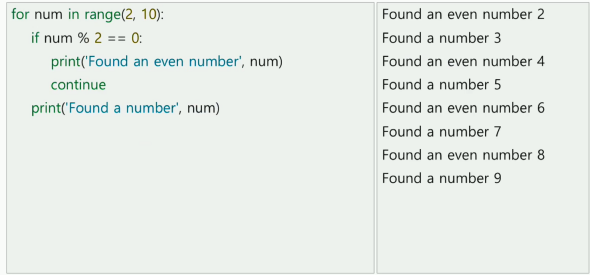 for num in range(2, 10):
if num % 2 == 0:
print('Found an even number', num)
continue
print('Found a number', num)
Found an even number 2
Found a number 3
Found an even number 4
Found a number 5
Found an even number 6
Found a number 7
Found an even number 8
Found a number 9